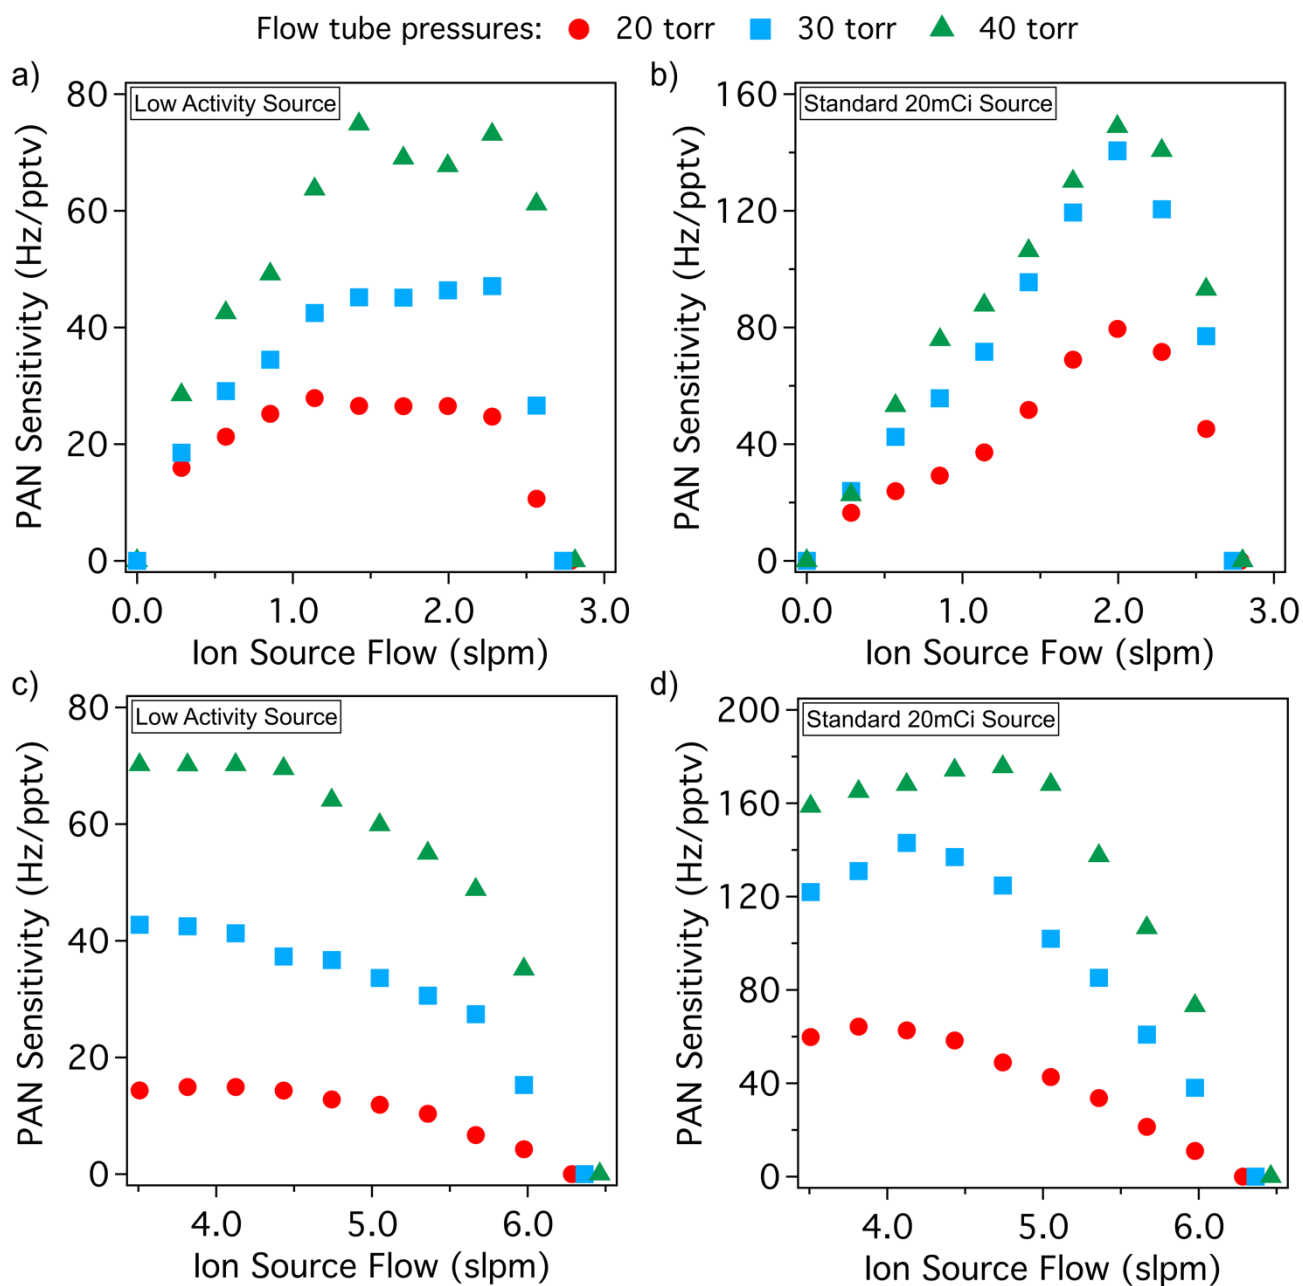 Flow tube pressures: 20 torr 30 torr 40 torr
a)
Low Activity Source
PAN Sensitivity (Hz/pptv)
80
60
40
20
0
0.0 1.0 2.0 3.0
Ion Source Flow (slpm)
b)
Standard 20mCi Source
PAN Sensitivity (Hz/pptv)
160
120
80
40
0
0.0 1.0 2.0 3.0
Ion Source Fow (slpm)
c)
Low Activity Source
PAN Sensitivity (Hz/pptv)
80
60
40
20
0
4.0 5.0 6.0
Ion Source Flow (slpm)
d)
Standard 20mCi Source
PAN Sensitivity (Hz/pptv)
200
160
120
80
40
0
4.0 5.0 6.0
Ion Source Flow (slpm)